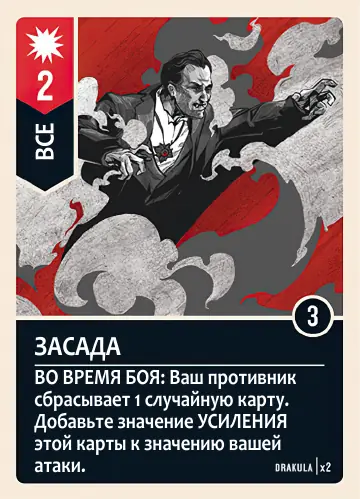 2
ВСЕ
3
ЗАСАДА
ВО ВРЕМЯ БОЯ: Ваш противник
сбрасывает 1 случайную карту.
Добавьте значение УСИЛЕНИЯ
этой карты к значению вашей
атаки.
DRAKULA | x2